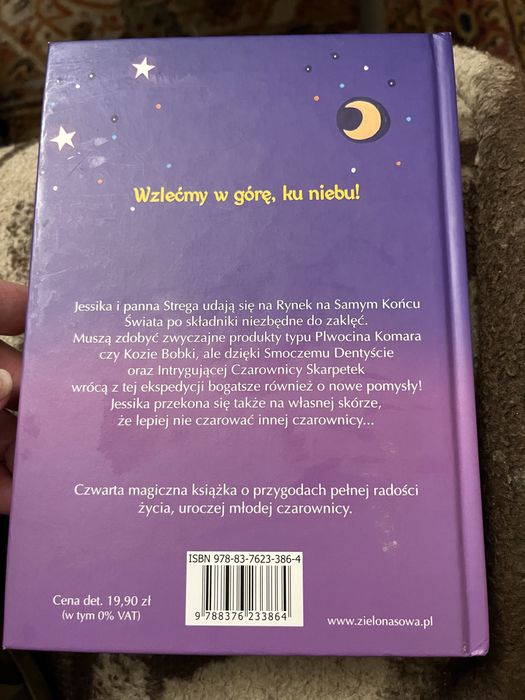 Wzlećmy w górę, ku niebu!
Jessika i panna Strega udają się na Rynek na Samym Końcu
Świata po składniki niezbędne do zaklęć.
Muszą zdobyć zwyczajne produkty typu Plwocina Komara
czy Kozie Bobki, ale dzięki Smoczemu Dentyście
oraz Intrygującej Czarownicy Skarpetek
wrócą z tej ekspedycji bogatsze również o nowe pomysły!
Jessika przekona się także na własnej skórze,
że lepiej nie czarować innej czarownicy...
Czwarta magiczna książka o przygodach pełnej radości
życia, uroczej młodej czarownicy.
ISBN 978-83-7623-386-4
9 788376 233864
Cena det. 19,90 zł
(w tym 0% VAT)
www.zielonasowa.pl